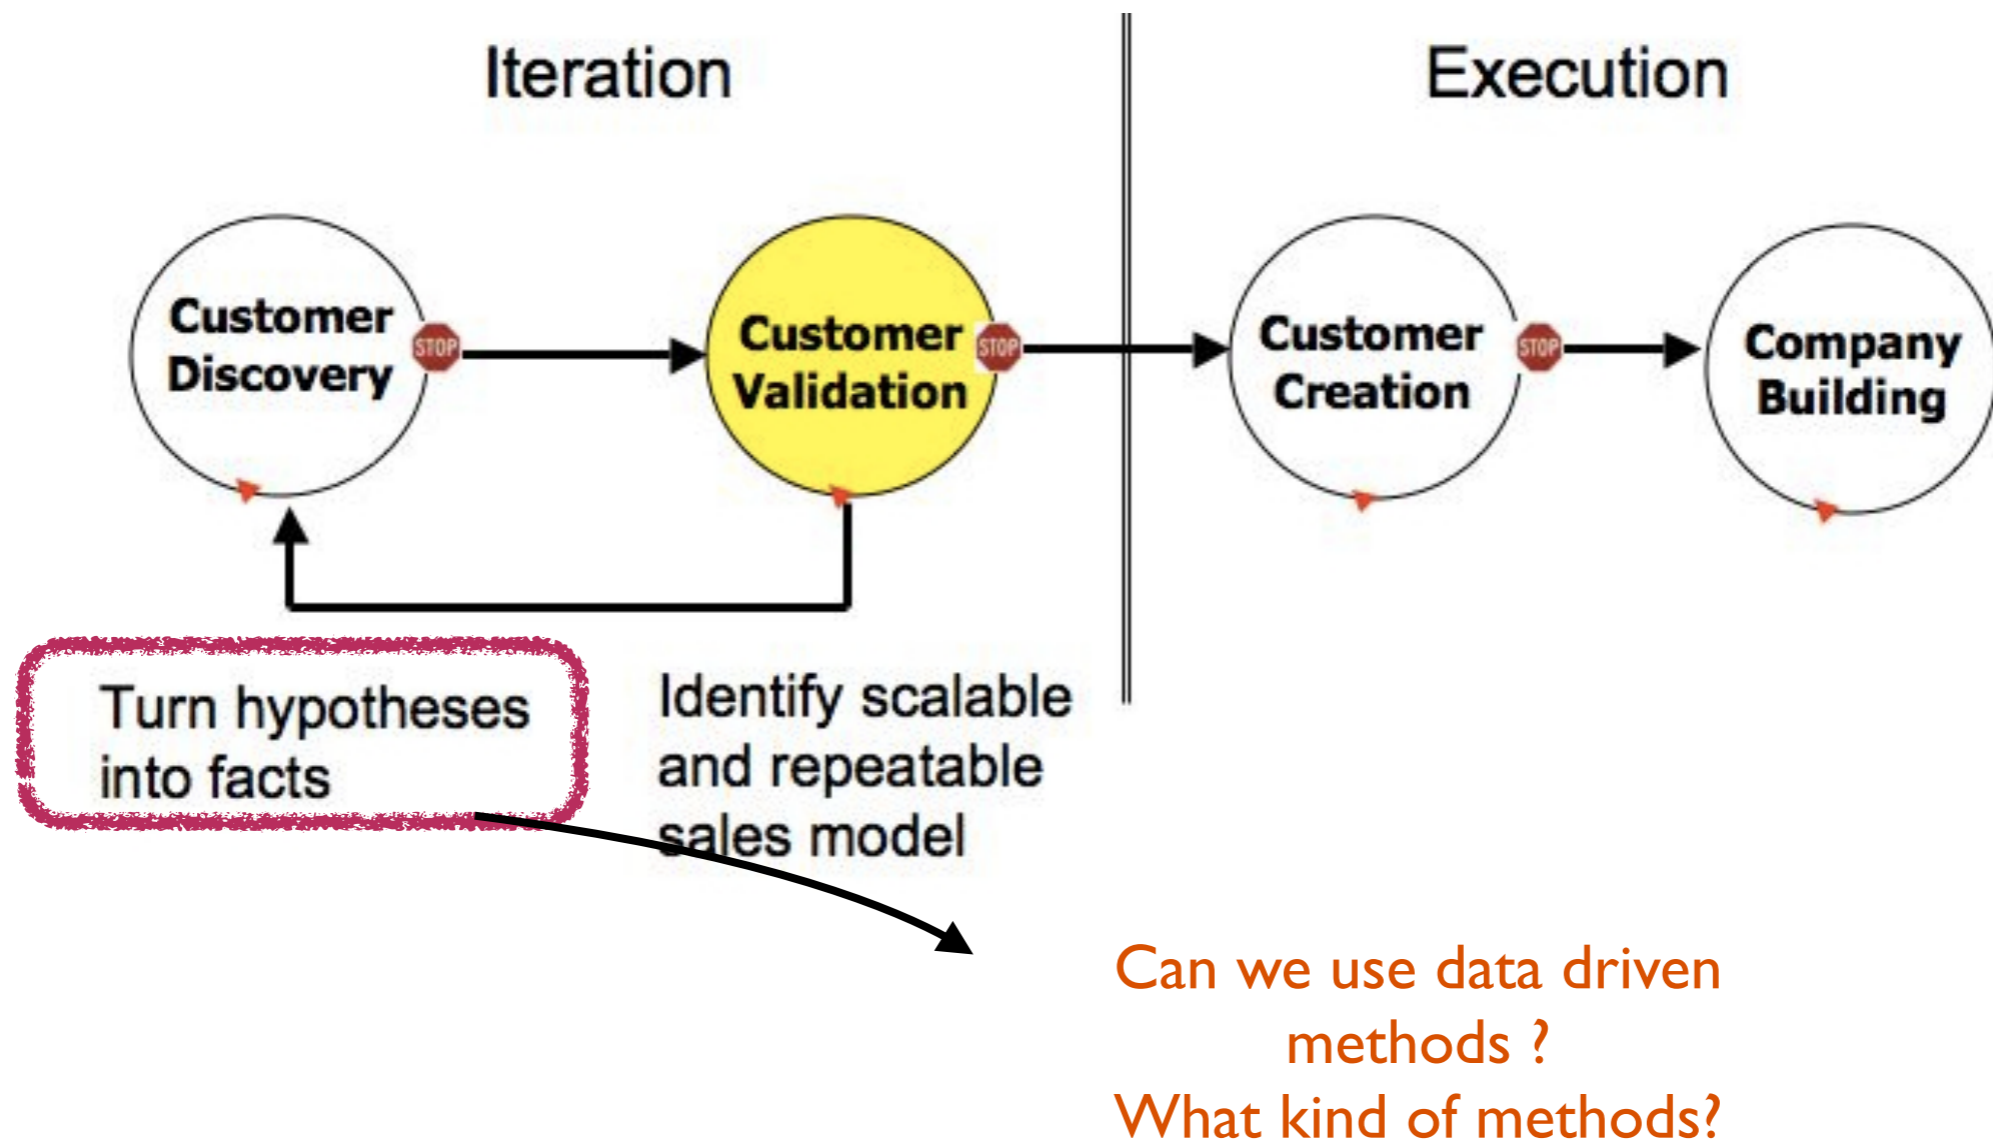 Iteration
Execution
Customer
Discovery
STOP
Customer
Validation
STOP
Customer
Creation
STOP
Company
Building
Turn hypotheses
into facts
Identify scalable
and repeatable
sales model
Can we use data driven
methods ?
What kind of methods?